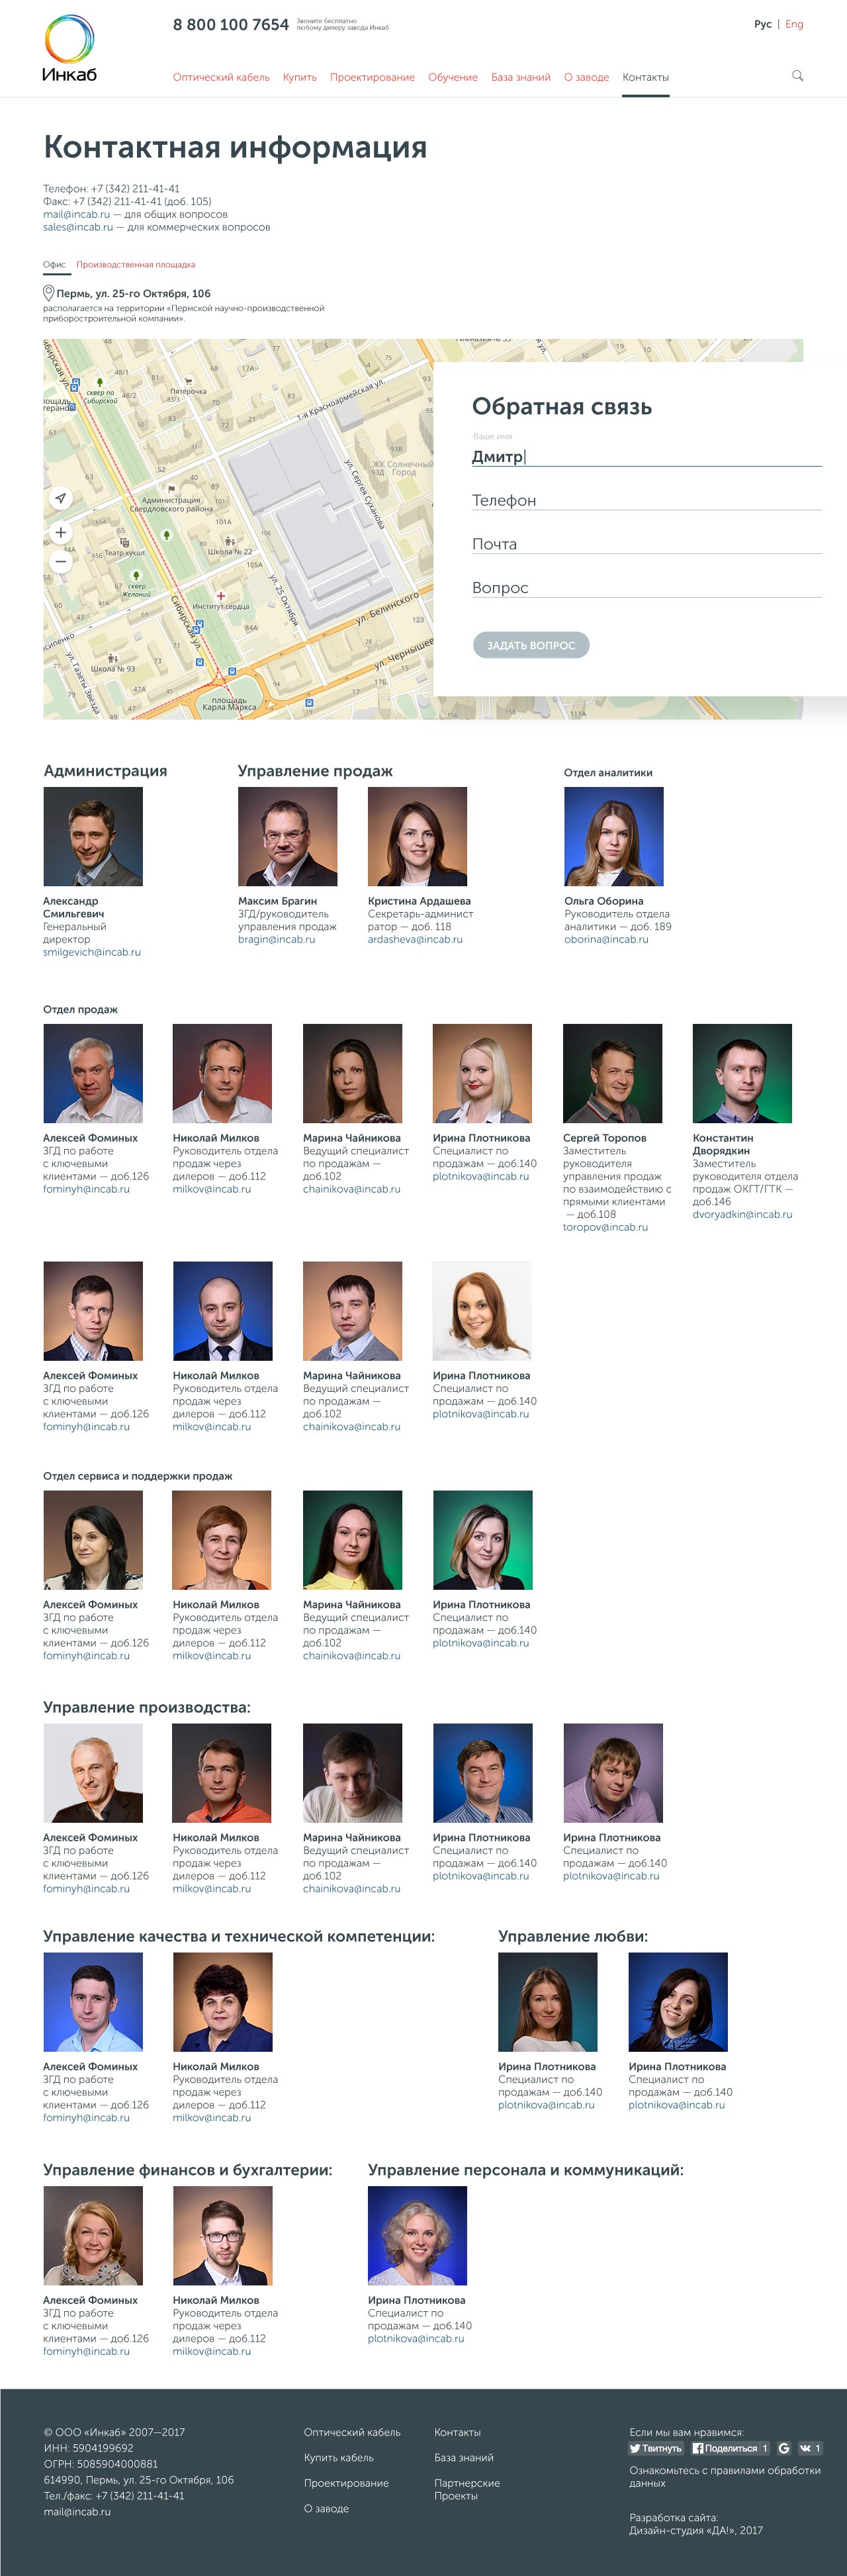 Инкаб
8 800 100 7654
Звоните бесплатно
любому дилеру завода Инкаб
Рус | Eng
Оптический кабель Купить Проектирование Обучение База знаний О заводе Контакты
Контактная информация
Телефон: +7 (342) 211-41-41
Факс: +7 (342) 211-41-41 (доб. 105)
mail@incab.ru — для общих вопросов
sales@incab.ru — для коммерческих вопросов
Офис Производственная площадка
Пермь, ул. 25-го Октября, 106
располагается на территории «Пермской научно-производственной
приборостроительной компании».
сквер по
Сибирской
Пятёрочка
1-я Красноармейская ул.
ул. Сергея Суханова
ЖК Солнечный
Город
Администрация
Свердловского района
Театр кукол
Школа № 22
сквер
Желаний
Институт сердца
Сибирская ул.
ул. 25 Октября
ул. Белинского
Школа № 93
ул. Газеты Звезда
площадь
Карла Маркса
Обратная связь
Ваше имя
Дмитр
Телефон
Почта
Вопрос
ЗАДАТЬ ВОПРОС
Администрация
Александр
Смильгевич
Генеральный
директор
smilgevich@incab.ru
Управление продаж
Максим Брагин
ЗГД/руководитель
управления продаж
bragin@incab.ru
Кристина Ардашева
Секретарь-админист
ратор — доб. 118
ardasheva@incab.ru
Отдел аналитики
Ольга Оборина
Руководитель отдела
аналитики — доб. 189
oborina@incab.ru
Отдел продаж
Алексей Фоминых
ЗГД по работе
с ключевыми
клиентами — доб.126
fominyh@incab.ru
Николай Милков
Руководитель отдела
продаж через
дилеров — доб.112
milkov@incab.ru
Марина Чайникова
Ведущий специалист
по продажам —
доб.102
chainikova@incab.ru
Ирина Плотникова
Специалист по
продажам — доб.140
plotnikova@incab.ru
Сергей Торопов
Заместитель
руководителя
управления продаж
по взаимодействию с
прямыми клиентами
— доб.108
toropov@incab.ru
Константин
Дворядкин
Заместитель
руководителя отдела
продаж ОКГТ/ГТК —
доб.146
dvoryadkin@incab.ru
Алексей Фоминых
ЗГД по работе
с ключевыми
клиентами — доб.126
fominyh@incab.ru
Николай Милков
Руководитель отдела
продаж через
дилеров — доб.112
milkov@incab.ru
Марина Чайникова
Ведущий специалист
по продажам —
доб.102
chainikova@incab.ru
Ирина Плотникова
Специалист по
продажам — доб.140
plotnikova@incab.ru
Отдел сервиса и поддержки продаж
Алексей Фоминых
ЗГД по работе
с ключевыми
клиентами — доб.126
fominyh@incab.ru
Николай Милков
Руководитель отдела
продаж через
дилеров — доб.112
milkov@incab.ru
Марина Чайникова
Ведущий специалист
по продажам —
доб.102
chainikova@incab.ru
Ирина Плотникова
Специалист по
продажам — доб.140
plotnikova@incab.ru
Управление производства:
Алексей Фоминых
ЗГД по работе
с ключевыми
клиентами — доб.126
fominyh@incab.ru
Николай Милков
Руководитель отдела
продаж через
дилеров — доб.112
milkov@incab.ru
Марина Чайникова
Ведущий специалист
по продажам —
доб.102
chainikova@incab.ru
Ирина Плотникова
Специалист по
продажам — доб.140
plotnikova@incab.ru
Ирина Плотникова
Специалист по
продажам — доб.140
plotnikova@incab.ru
Управление качества и технической компетенции:
Алексей Фоминых
ЗГД по работе
с ключевыми
клиентами — доб.126
fominyh@incab.ru
Николай Милков
Руководитель отдела
продаж через
дилеров — доб.112
milkov@incab.ru
Управление любви:
Ирина Плотникова
Специалист по
продажам — доб.140
plotnikova@incab.ru
Ирина Плотникова
Специалист по
продажам — доб.140
plotnikova@incab.ru
Управление финансов и бухгалтерии:
Алексей Фоминых
ЗГД по работе
с ключевыми
клиентами — доб.126
fominyh@incab.ru
Николай Милков
Руководитель отдела
продаж через
дилеров — доб.112
milkov@incab.ru
Управление персонала и коммуникаций:
Ирина Плотникова
Специалист по
продажам — доб.140
plotnikova@incab.ru
© ООО «Инкаб» 2007—2017
ИНН: 5904199692
ОГРН: 5085904000881
614990, Пермь, ул. 25-го Октября, 106
Тел./факс: +7 (342) 211-41-41
mail@incab.ru
Оптический кабель
Купить кабель
Проектирование
О заводе
Контакты
База знаний
Партнерские
Проекты
Если мы вам нравимся:
Твитнуть Поделиться 1 G 1
Ознакомьтесь с правилами обработки
данных
Разработка сайта:
Дизайн-студия «ДА!», 2017